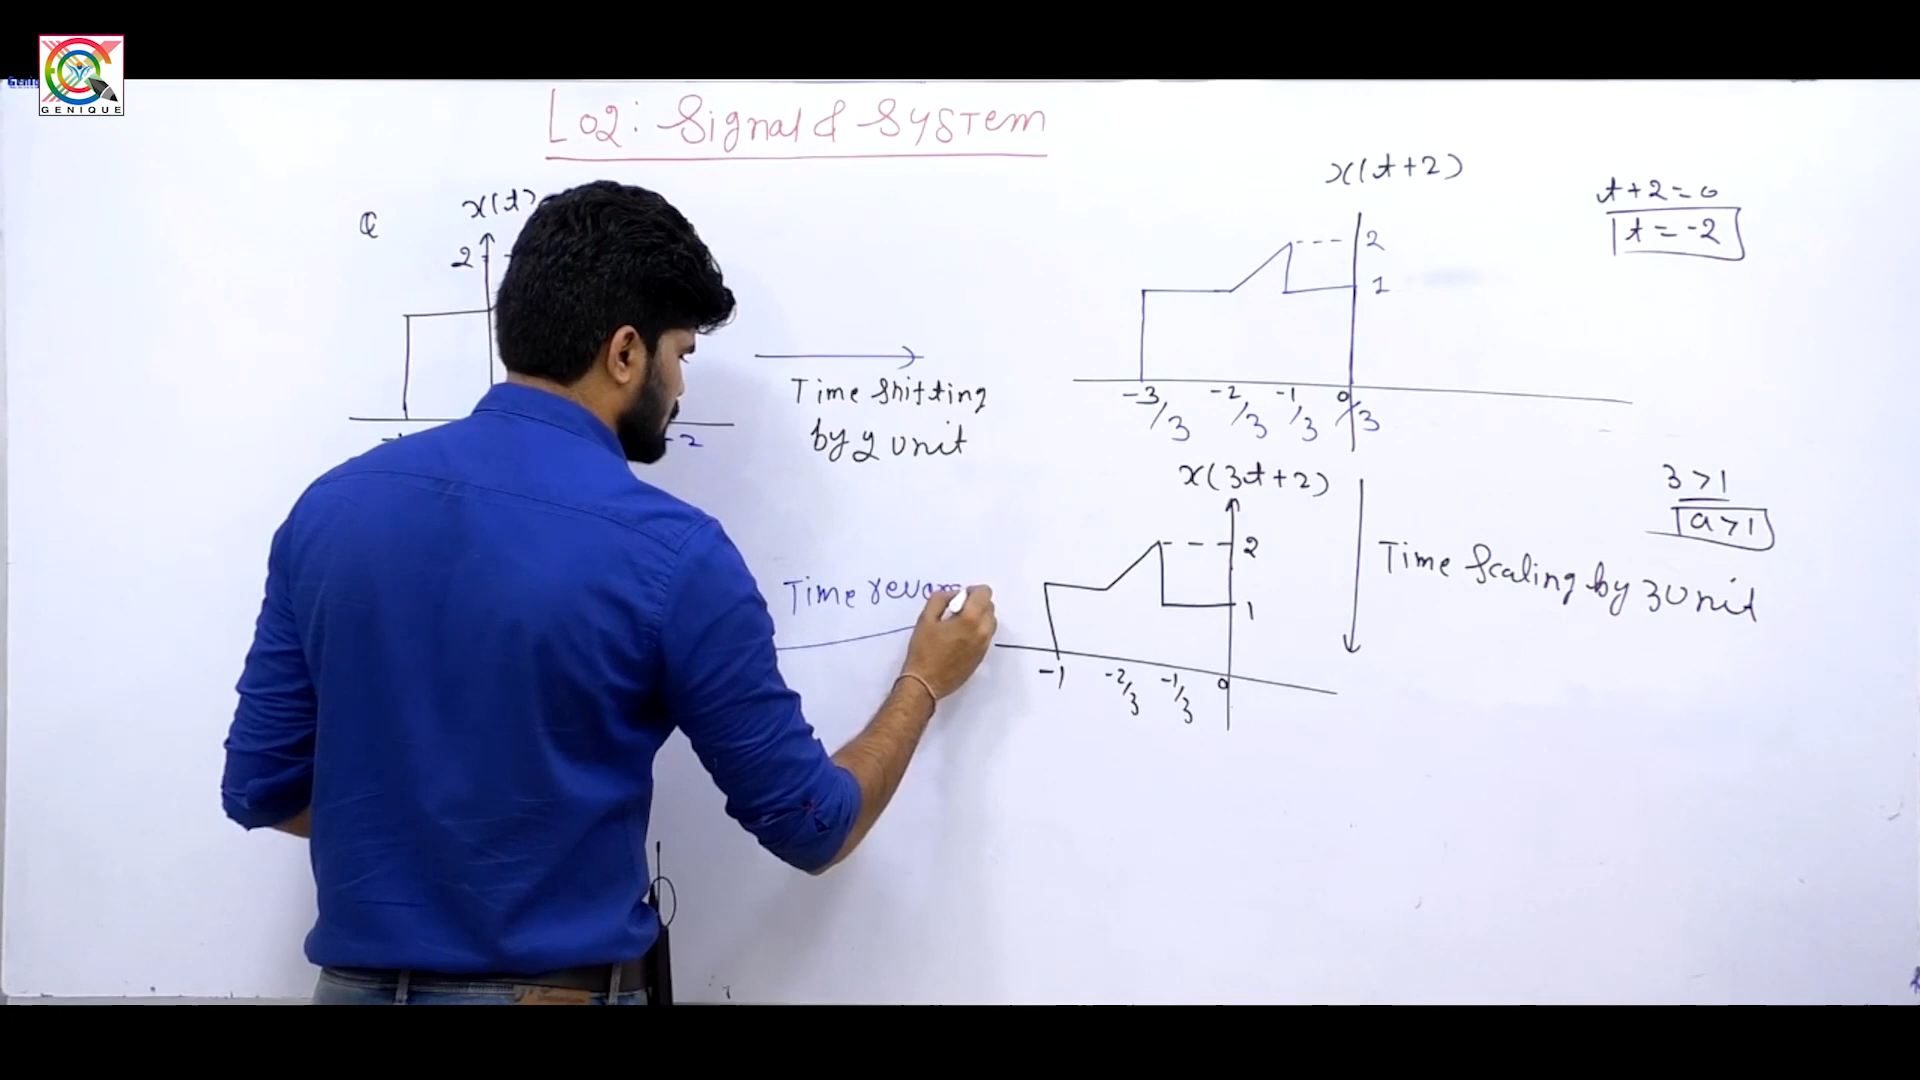 GENIQUE
L02: Signal & System
Q
x(t)
2
-2
Time Shifting
by 2 unit
x(t+2)
2
1
-3/3 -2/3 -1/3 0/3
t+2=0
t=-2
x(3t+2)
2
1
-1 -2/3 -1/3 0
3>1
a>1
Time Scaling by 3 Unit
Time